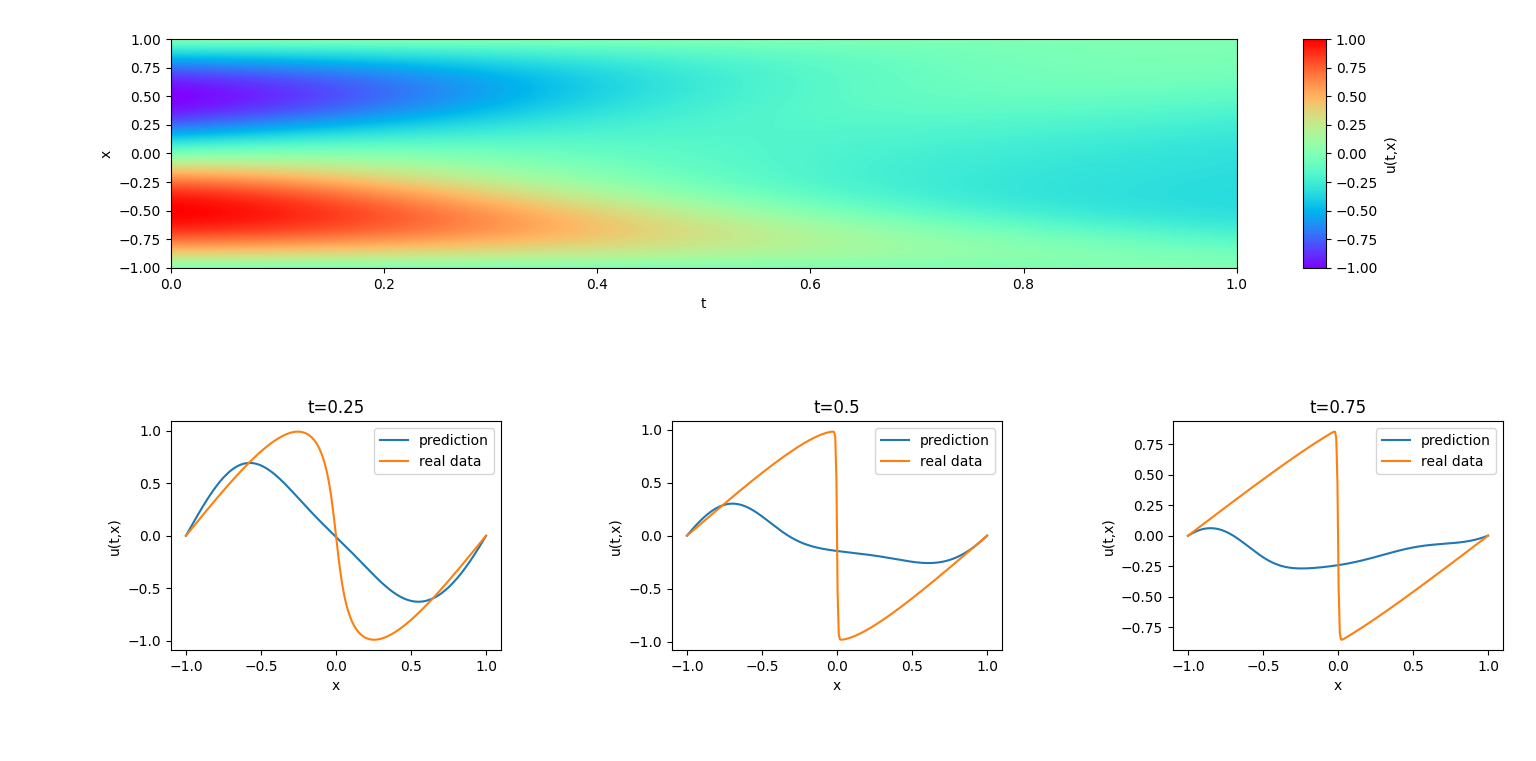 1.00
0.75
0.50
0.25
0.00
−0.25
−0.50
−0.75
−1.00
x
0.0 0.2 0.4 0.6 0.8 1.0
t
1.00
0.75
0.50
0.25
0.00
−0.25
−0.50
−0.75
−1.00
u(t,x)
t=0.25
prediction
real data
1.0
0.5
0.0
−0.5
−1.0
u(t,x)
−1.0 −0.5 0.0 0.5 1.0
x
t=0.5
prediction
real data
1.0
0.5
0.0
−0.5
−1.0
u(t,x)
−1.0 −0.5 0.0 0.5 1.0
x
t=0.75
prediction
real data
0.75
0.50
0.25
0.00
−0.25
−0.50
−0.75
u(t,x)
−1.0 −0.5 0.0 0.5 1.0
x